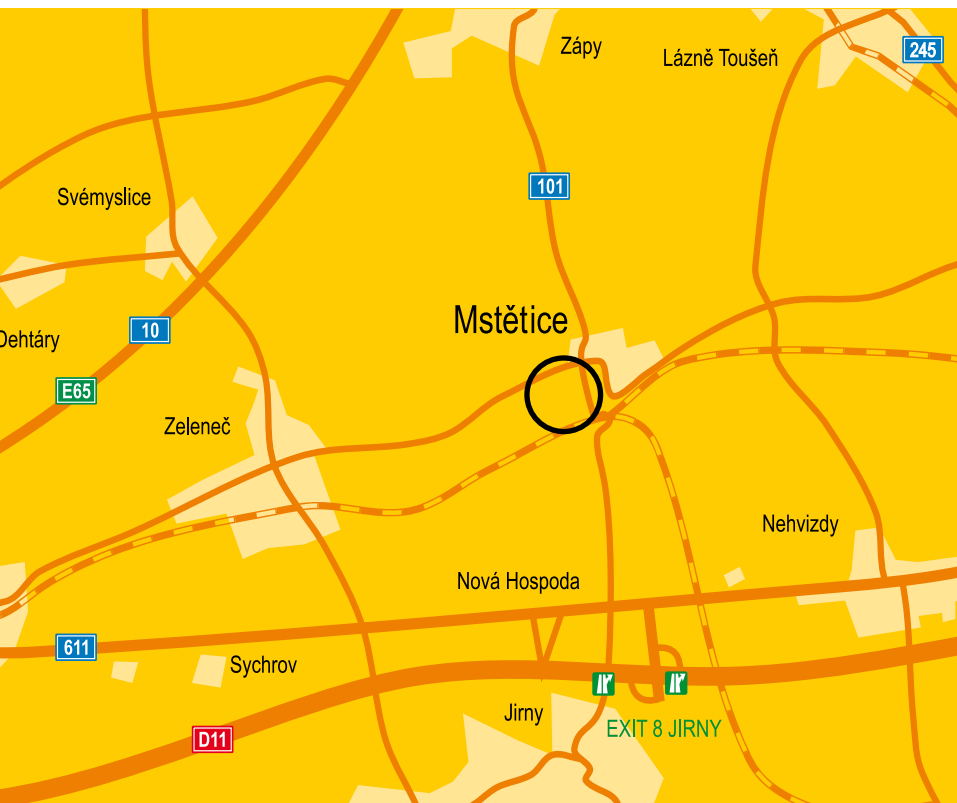 Zápy
Lázně Toušeň
245
101
Svémyslice
Mstětice
Dehtáry
10
E65
Zeleneč
Nehvizdy
Nová Hospoda
611
Sychrov
Jirny
EXIT 8 JIRNY
D11